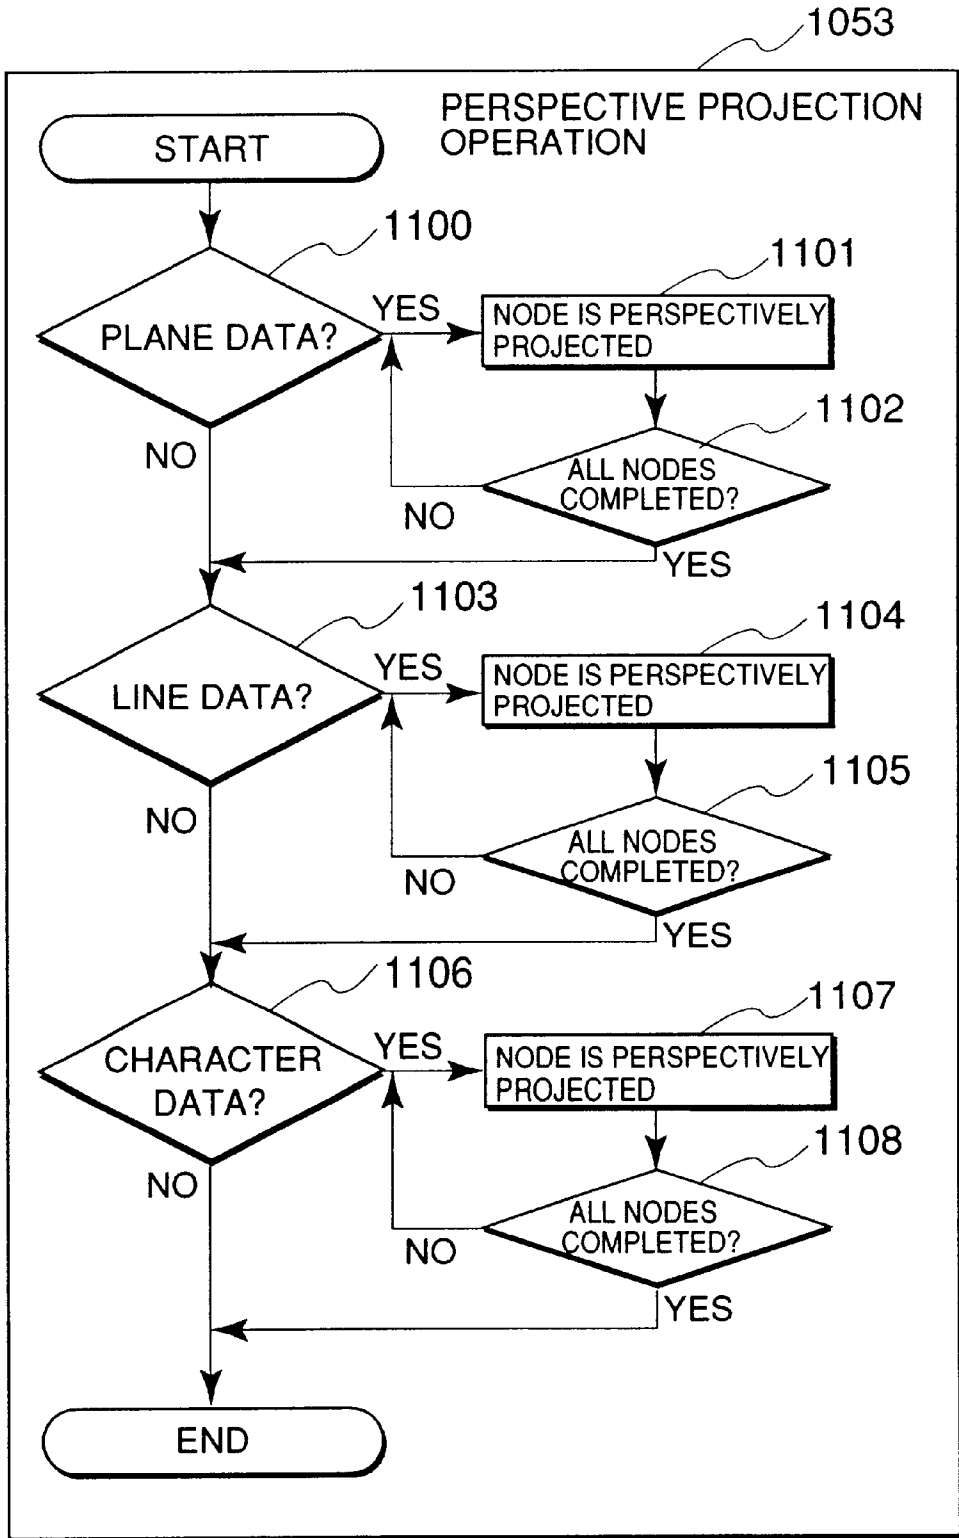 1053
PERSPECTIVE PROJECTION
OPERATION
START
1100
1101
YES
NODE IS PERSPECTIVELY
PROJECTED
PLANE DATA?
1102
NO
ALL NODES
COMPLETED?
NO
YES
1103
1104
YES
NODE IS PERSPECTIVELY
PROJECTED
LINE DATA?
1105
NO
ALL NODES
COMPLETED?
NO
YES
1106
1107
YES
NODE IS PERSPECTIVELY
PROJECTED
CHARACTER
DATA?
1108
NO
ALL NODES
COMPLETED?
NO
YES
END